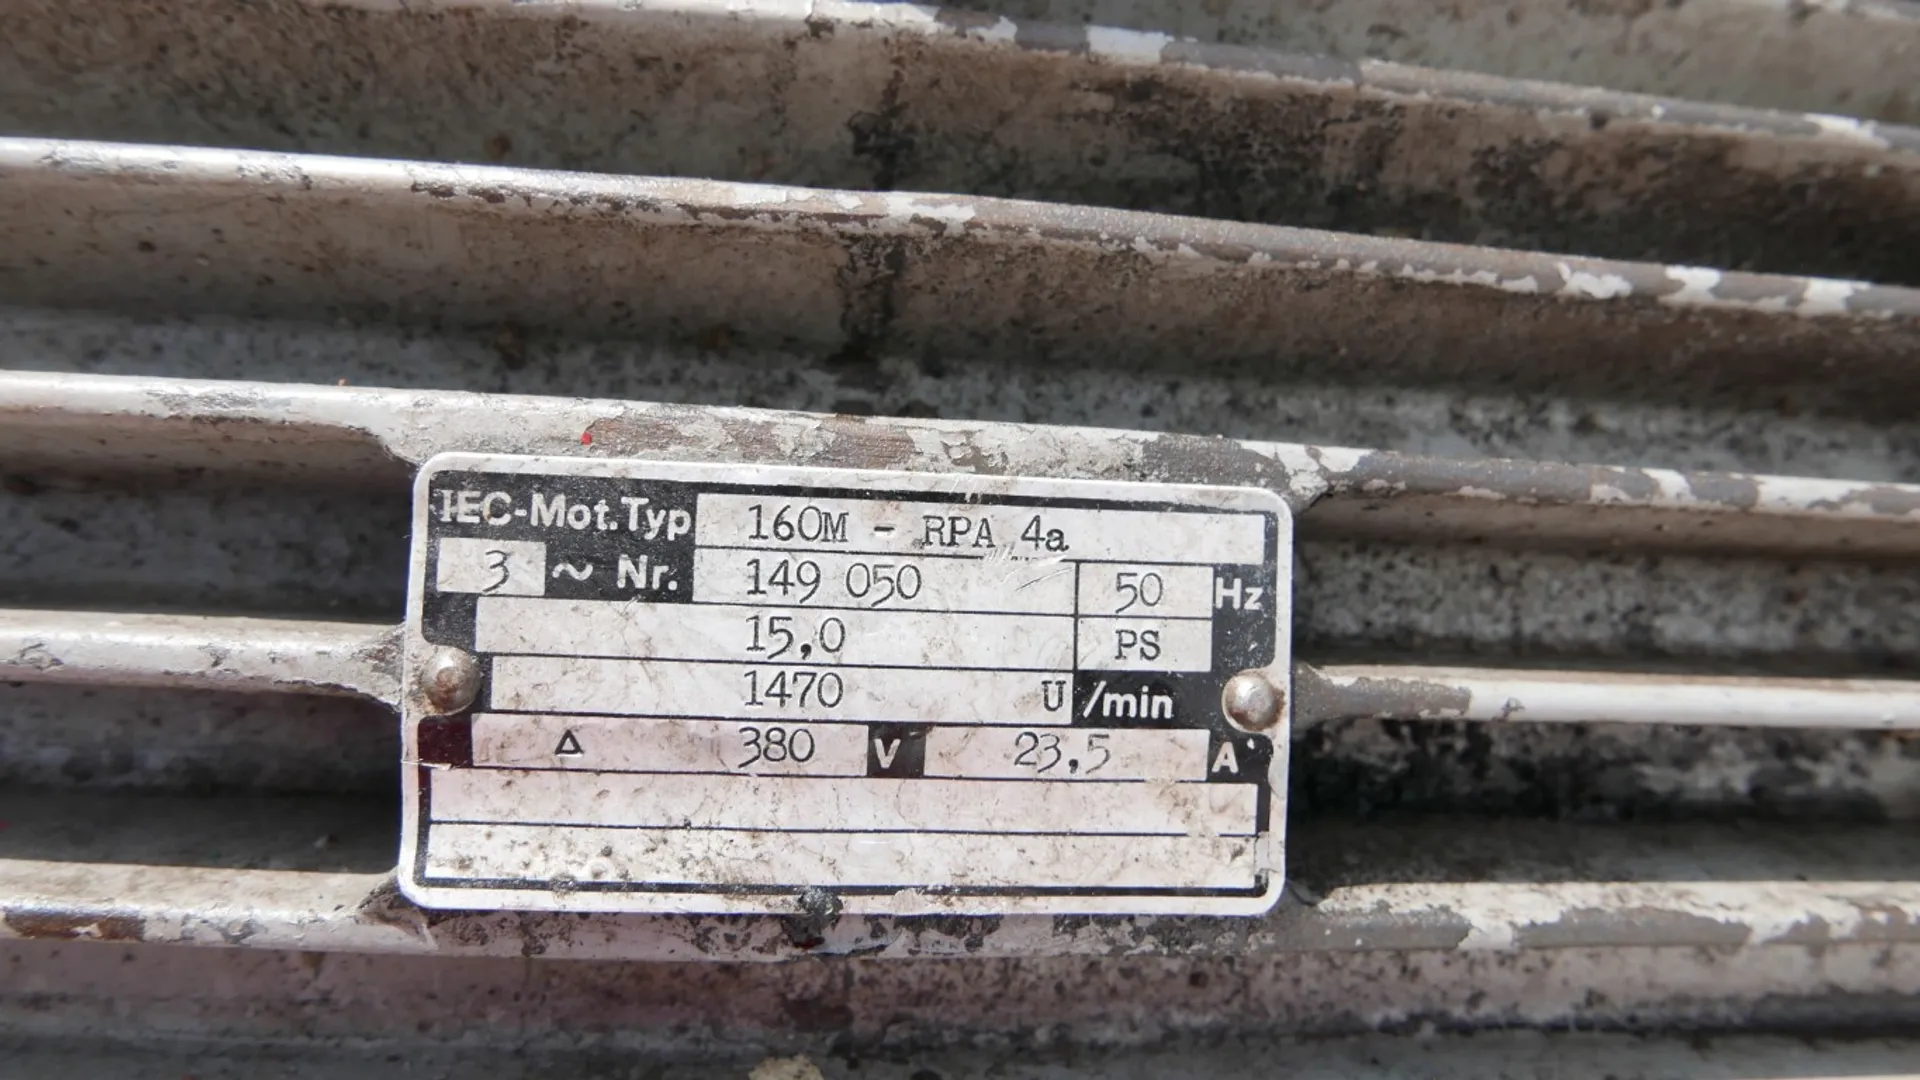 IEC-Mot.Typ 160M - RPA 4a
3 ~ Nr. 149 050 50 Hz
15,0 PS
1470 U /min
Δ 380 V 23,5 A